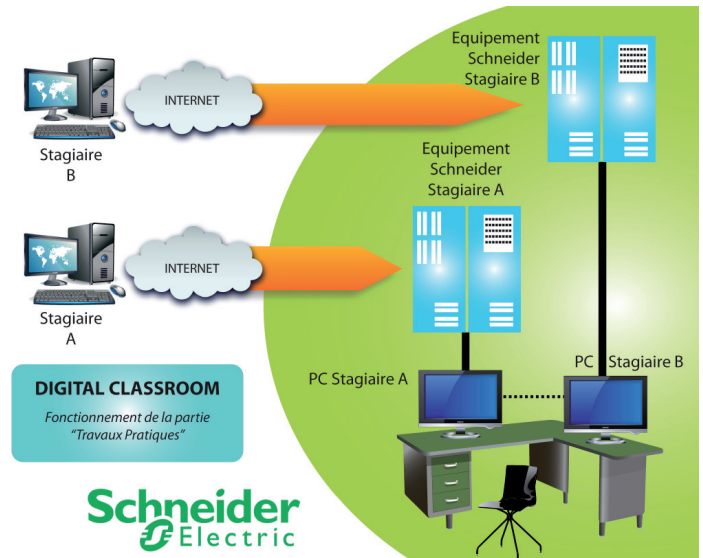 Equipement
Schneider
Stagiaire B
INTERNET
Stagiaire
B
Equipement
Schneider
Stagiaire A
INTERNET
Stagiaire
A
PC Stagiaire A
PC Stagiaire B
DIGITAL CLASSROOM
Fonctionnement de la partie
“Travaux Pratiques”
Schneider
Electric